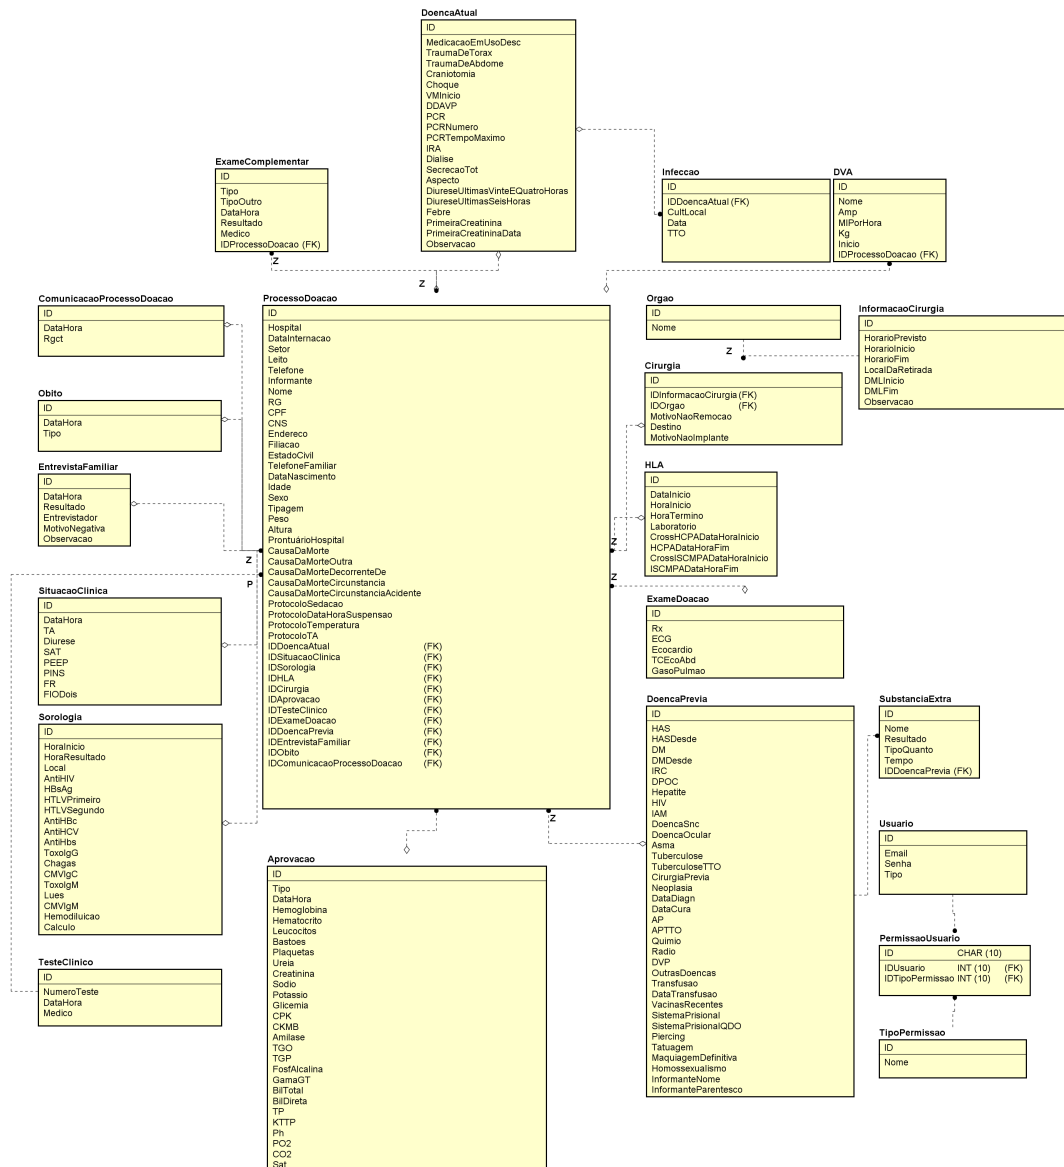 DoencaAtual
ID
MedicacaoEmUsoDesc
TraumaDeTorax
TraumaDeAbdome
Craniotomia
Choque
VMInicio
DDAVP
PCR
PCRNumero
PCRTempoMaximo
IRA
Dialise
SecrecaoTot
Aspecto
DiureseUltimasVinteEQuatroHoras
DiureseUltimasSeisHoras
Febre
PrimeiraCreatinina
PrimeiraCreatininaData
Observacao
ExameComplementar
ID
Tipo
TipoOutro
DataHora
Resultado
Medico
IDProcessoDoacao (FK)
Z
Z
Infeccao
ID
IDDoencaAtual (FK)
CultLocal
Data
TTO
DVA
ID
Nome
Amp
MlPorHora
Kg
Inicio
IDProcessoDoacao (FK)
ComunicacaoProcessoDoacao
ID
DataHora
Rgct
Obito
ID
DataHora
Tipo
EntrevistaFamiliar
ID
DataHora
Resultado
Entrevistador
MotivoNegativa
Observacao
Z
P
SituacaoClinica
ID
DataHora
TA
Diurese
SAT
PEEP
PINS
FR
FIODois
Sorologia
ID
HoraInicio
HoraResultado
Local
AntiHIV
HBsAg
HTLVPrimeiro
HTLVSegundo
AntiHBc
AntiHCV
AntiHbs
ToxoIgG
Chagas
CMVIgC
ToxoIgM
Lues
CMVIgM
Hemodiluicao
Calculo
TesteClinico
ID
NumeroTeste
DataHora
Medico
ProcessoDoacao
ID
Hospital
DataInternacao
Setor
Leito
Telefone
Informante
Nome
RG
CPF
CNS
Endereco
Filiacao
EstadoCivil
TelefoneFamiliar
DataNascimento
Idade
Sexo
Tipagem
Peso
Altura
ProntuárioHospital
CausaDaMorte
CausaDaMorteOutra
CausaDaMorteDecorrenteDe
CausaDaMorteCircunstancia
CausaDaMorteCircunstanciaAcidente
ProtocoloSedacao
ProtocoloDataHoraSuspensao
ProtocoloTemperatura
ProtocoloTA
IDDoencaAtual (FK)
IDSituacaoClinica (FK)
IDSorologia (FK)
IDHLA (FK)
IDCirurgia (FK)
IDAprovacao (FK)
IDTesteClinico (FK)
IDExameDoacao (FK)
IDDoencaPrevia (FK)
IDEntrevistaFamiliar (FK)
IDObito (FK)
IDComunicacaoProcessoDoacao (FK)
Z
Aprovacao
ID
Tipo
DataHora
Hemoglobina
Hematocrito
Leucocitos
Bastoes
Plaquetas
Ureia
Creatinina
Sodio
Potassio
Glicemia
CPK
CKMB
Amilase
TGO
TGP
FosfAlcalina
GamaGT
BilTotal
BilDireta
TP
KTTP
Ph
PO2
CO2
Sat
Orgao
ID
Nome
Z
InformacaoCirurgia
ID
HorarioPrevisto
HorarioInicio
HorarioFim
LocalDaRetirada
DMLInicio
DMLFim
Observacao
Cirurgia
ID
IDInformacaoCirurgia (FK)
IDOrgao (FK)
MotivoNaoRemocao
Destino
MotivoNaoImplante
HLA
ID
DataInicio
HoraInicio
HoraTermino
Laboratorio
CrossHCPADataHoraInicio
HCPADataHoraFim
CrossISCMPADataHoraInicio
ISCMPADataHoraFim
Z
Z
ExameDoacao
ID
Rx
ECG
Ecocardio
TCEcoAbd
GasoPulmao
DoencaPrevia
ID
HAS
HASDesde
DM
DMDesde
IRC
DPOC
Hepatite
HIV
IAM
DoencaSnc
DoencaOcular
Asma
Tuberculose
TuberculoseTTO
CirurgiaPrevia
Neoplasia
DataDiagn
DataCura
AP
APTTO
Quimio
Radio
DVP
OutrasDoencas
Transfusao
DataTransfusao
VacinasRecentes
SistemaPrisional
SistemaPrisionalQDO
Piercing
Tatuagem
MaquiagemDefinitiva
Homossexualismo
InformanteNome
InformanteParentesco
SubstanciaExtra
ID
Nome
Resultado
TipoQuanto
Tempo
IDDoencaPrevia (FK)
Usuario
ID
Email
Senha
Tipo
PermissaoUsuario
ID CHAR (10)
IDUsuario INT (10) (FK)
IDTipoPermissao INT (10) (FK)
TipoPermissao
ID
Nome